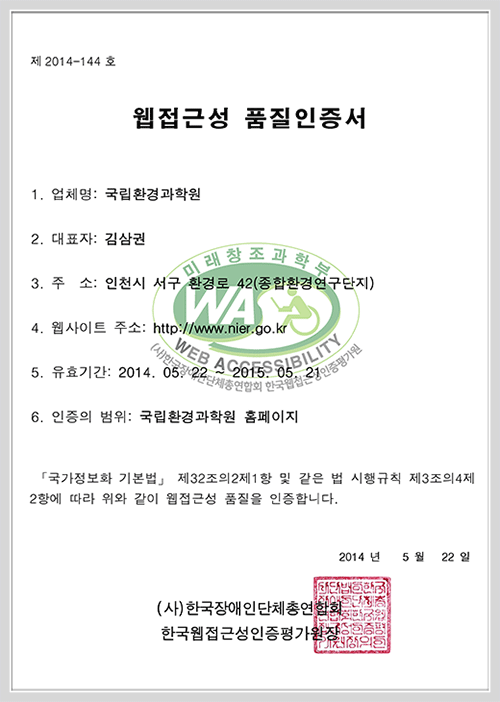 제 2014-144 호
웹접근성 품질인증서
1. 업체명: 국립환경과학원
2. 대표자: 김삼권
미래창조과학부
3. 주 소: 인천시 서구 환경로 42(종합환경연구단지)
WA
4. 웹사이트 주소: http://www.nier.go.kr
WEB ACCESSIBILITY
(사)한국장애인단체총연합회 한국웹접근성인증평가원
5. 유효기간: 2014. 05. 22 ~ 2015. 05. 21
6. 인증의 범위: 국립환경과학원 홈페이지
「국가정보화 기본법」 제32조의2제1항 및 같은 법 시행규칙 제3조의4제
2항에 따라 위와 같이 웹접근성 품질을 인증합니다.
2014 년 5 월 22 일
(사)한국장애인단체총연합회
한국웹접근성인증평가원장